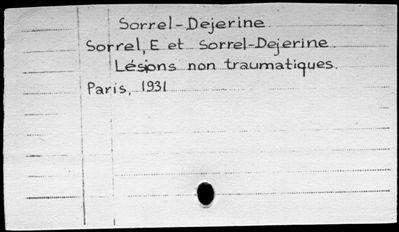 Sorrel-Dejerine
Sorrel, E et Sorrel-Dejerine.
Lésions non traumatiques.
Paris, 1931